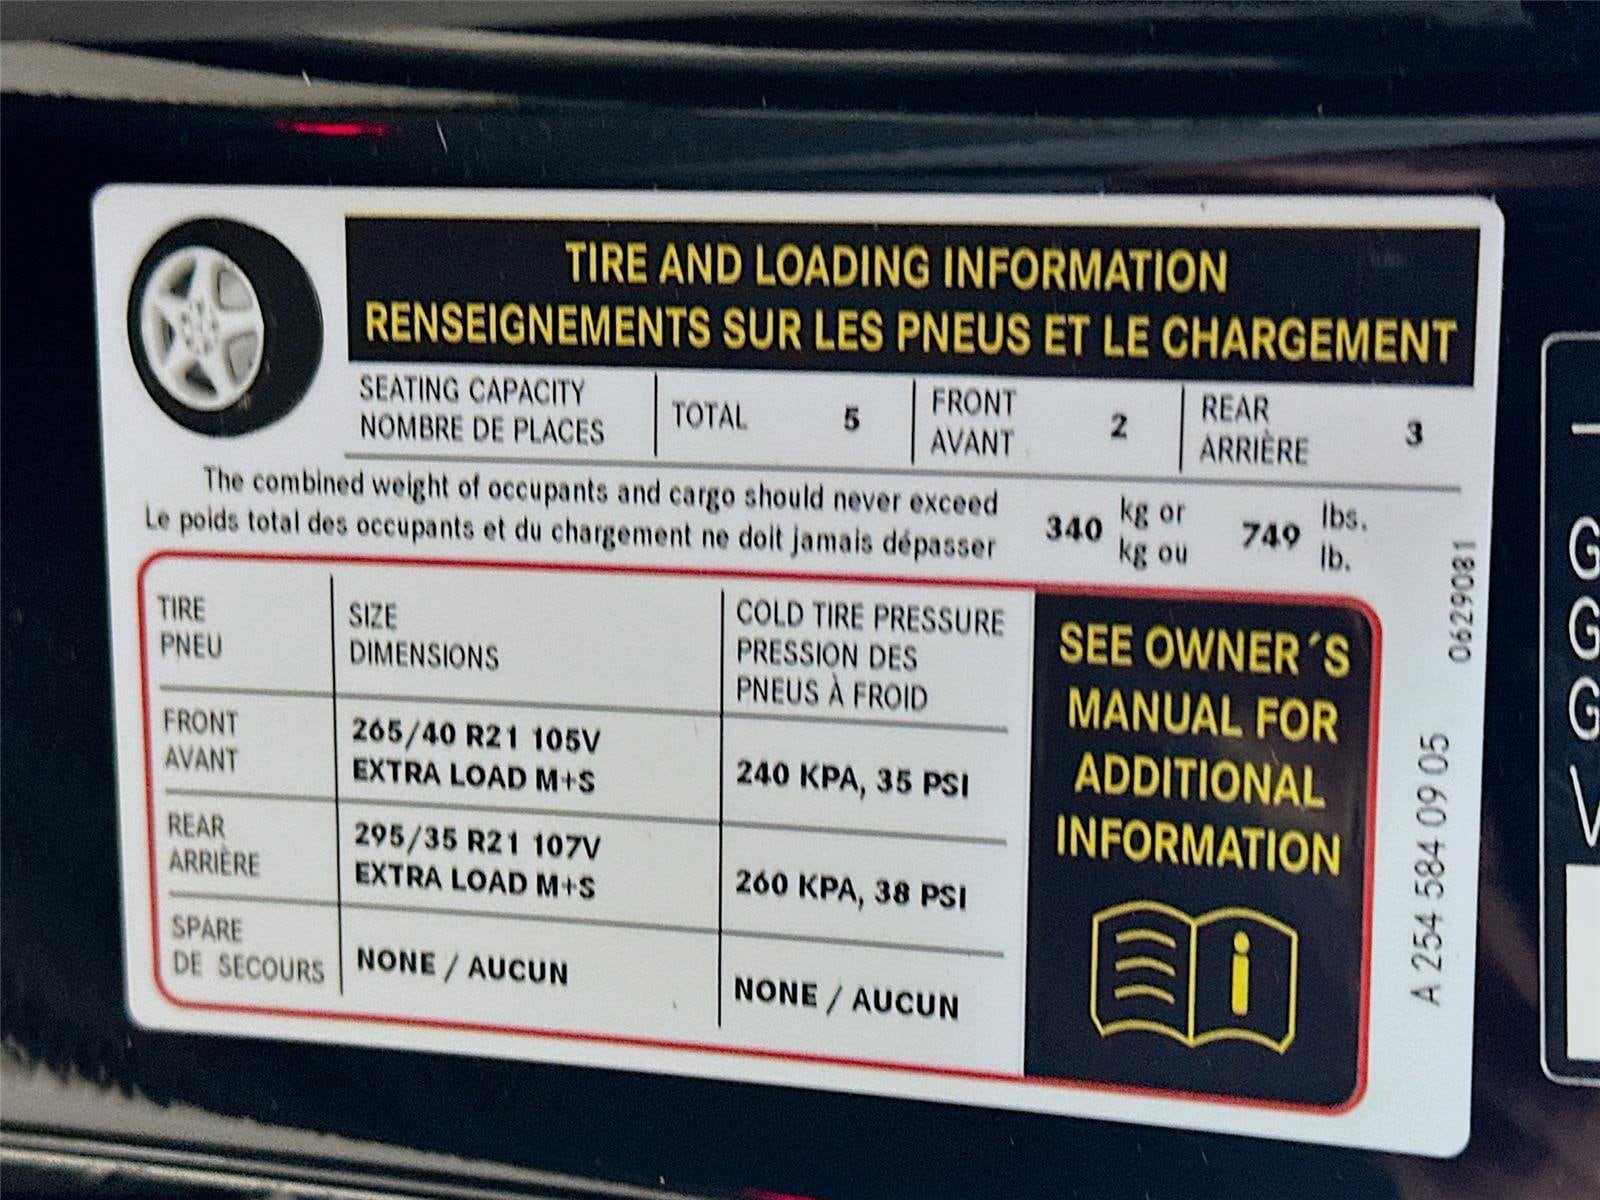 TIRE AND LOADING INFORMATION
RENSEIGNEMENTS SUR LES PNEUS ET LE CHARGEMENT
SEATING CAPACITY
NOMBRE DE PLACES
TOTAL 5
FRONT
AVANT
2
REAR
ARRIÈRE
3
The combined weight of occupants and cargo should never exceed
Le poids total des occupants et du chargement ne doit jamais dépasser
340
kg or
kg ou
749
lbs.
lb.
TIRE
PNEU
SIZE
DIMENSIONS
COLD TIRE PRESSURE
PRESSION DES
PNEUS À FROID
FRONT
AVANT
265/40 R21 105V
EXTRA LOAD M+S
240 KPA, 35 PSI
REAR
ARRIÈRE
295/35 R21 107V
EXTRA LOAD M+S
260 KPA, 38 PSI
SPARE
DE SECOURS
NONE / AUCUN
NONE / AUCUN
SEE OWNER´S
MANUAL FOR
ADDITIONAL
INFORMATION
i
A 254 584 09 05
0629081
G
G
G
V